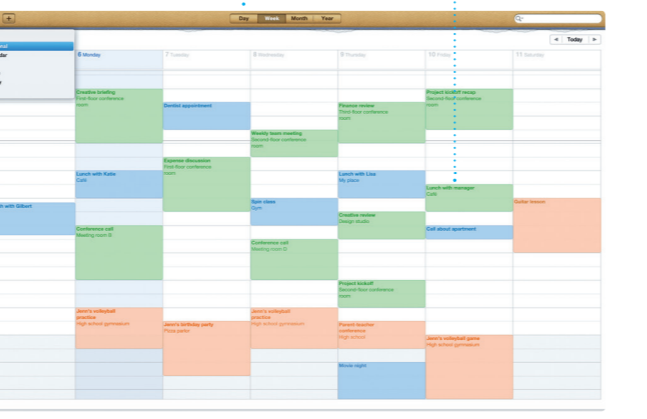 Day Week Month Year
Today
6 Monday
7 Tuesday
8 Wednesday
9 Thursday
10 Friday
11 Saturday
Creative briefing
First-floor conference
room
Lunch with Katie
Café
Conference call
Meeting room D
Jenn's volleyball
practice
High school gymnasium
Dentist appointment
Expense discussion
First-floor conference
room
Jenn's birthday party
Pizza parlor
Weekly team meeting
Second-floor conference
room
Spin class
Gym
Conference call
Meeting room D
Jenn's volleyball
practice
High school gymnasium
Finance review
Third-floor conference
room
Lunch with Lisa
My place
Creative review
Design studio
Project kickoff
Second-floor conference
room
Parent-teacher
conference
High school
Movie night
Project kickoff recap
Second-floor conference
room
Lunch with manager
Café
Call about apartment
Jenn's volleyball game
High school gymnasium
Guitar lesson
with Gilbert